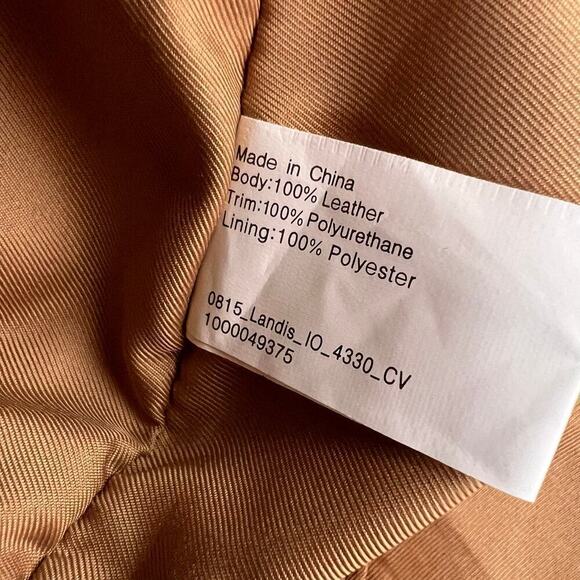 Made in China
Body:100% Leather
Trim:100% Polyurethane
Lining:100% Polyester
0815_Landis_IO_4330_CV
1000049375